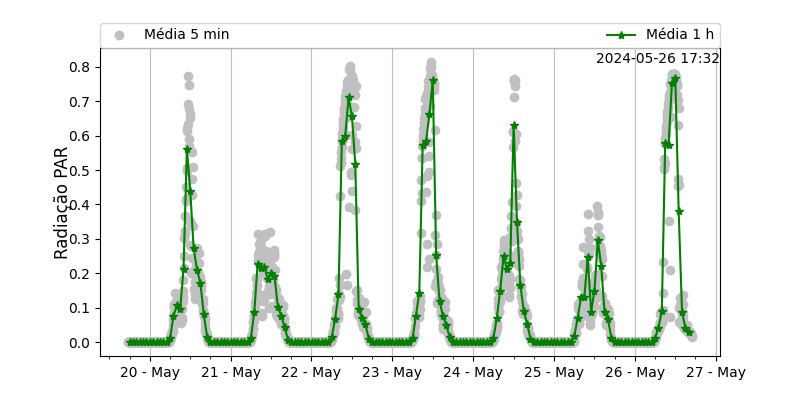 Média 5 min
Média 1 h
2024-05-26 17:32
Radiação PAR
0.8
0.7
0.6
0.5
0.4
0.3
0.2
0.1
0.0
20 - May
21 - May
22 - May
23 - May
24 - May
25 - May
26 - May
27 - May